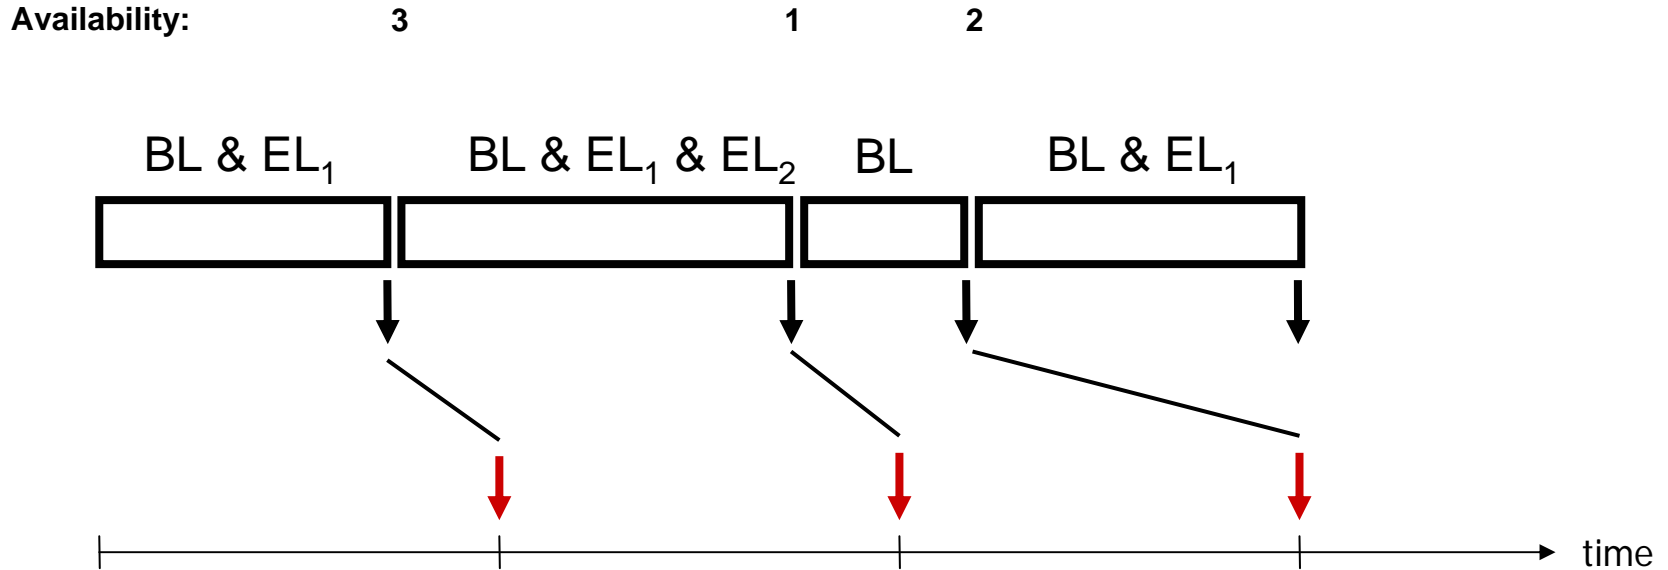 Availability: 3 1 2
BL & EL₁ BL & EL₁ & EL₂ BL BL & EL₁
time